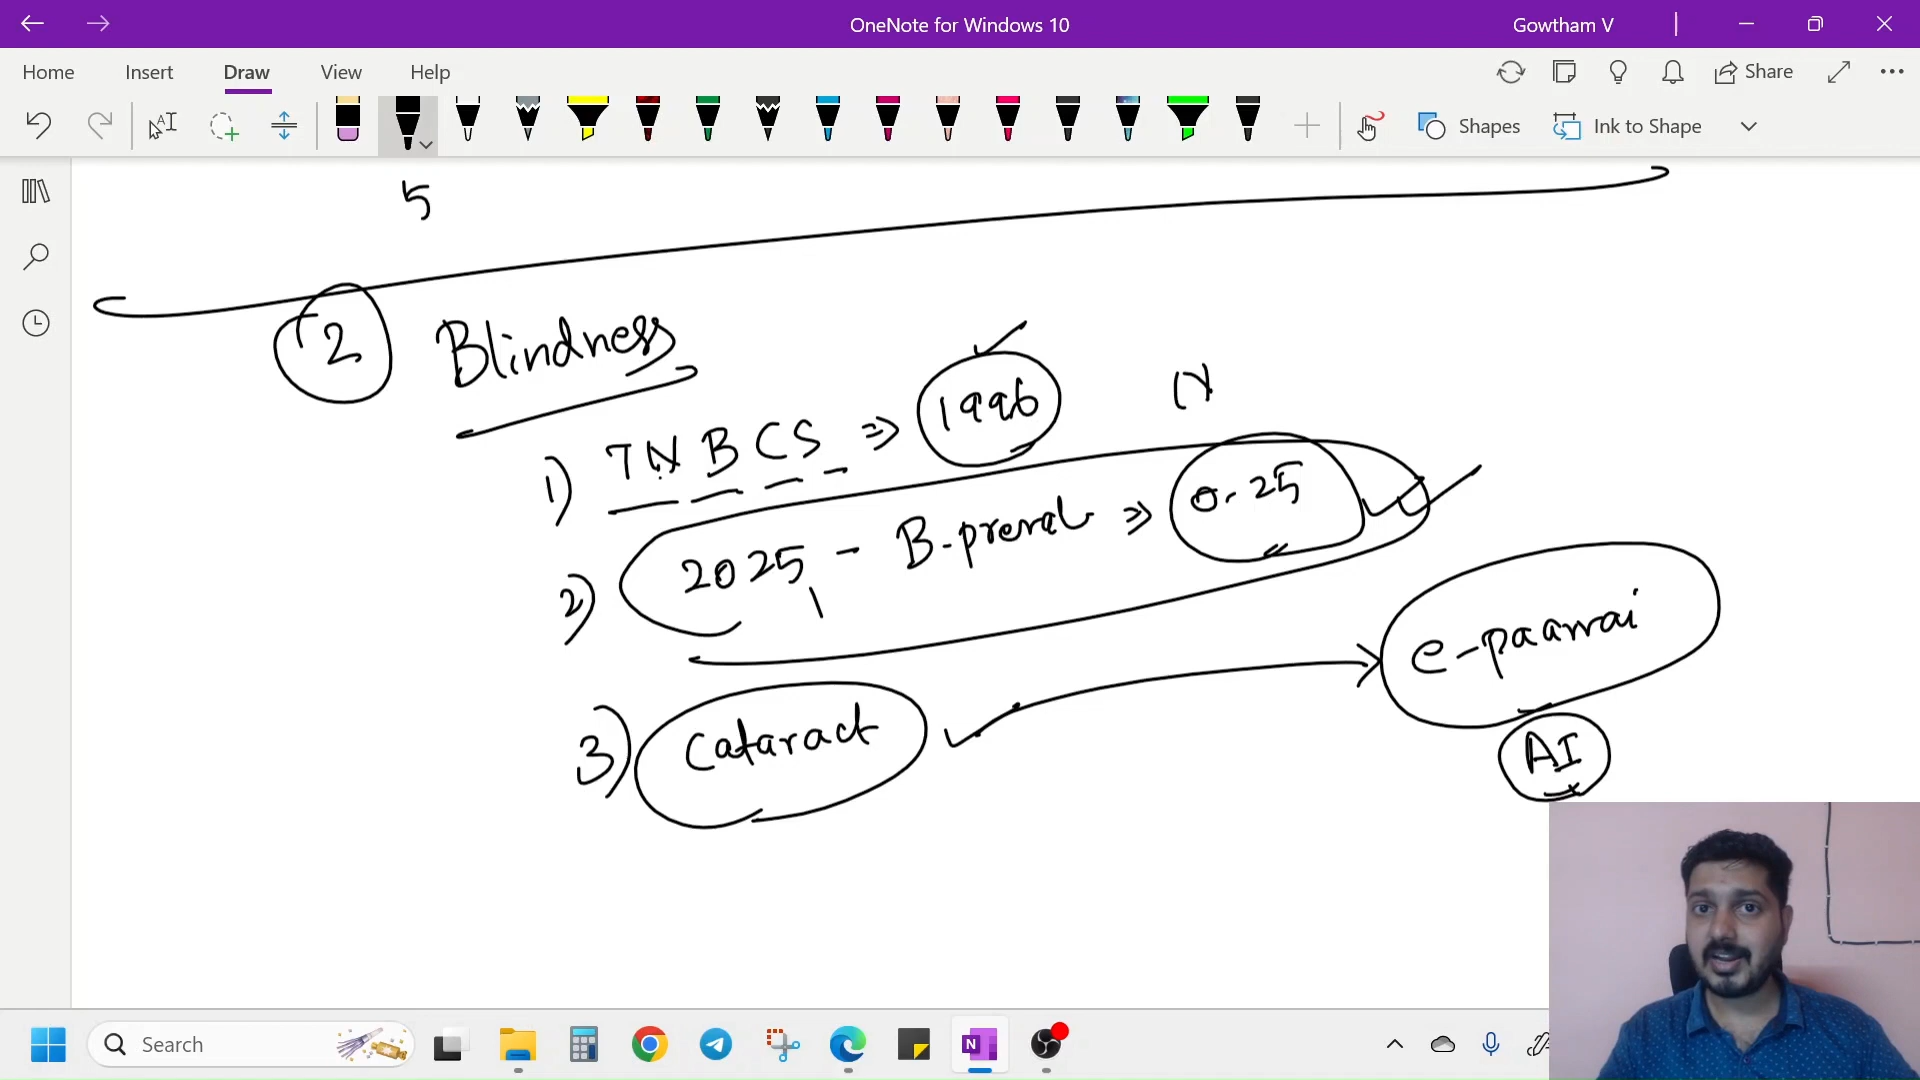 OneNote for Windows 10
Gowtham V
Home Insert Draw View Help
Share
Shapes
Ink to Shape
5
2 Blindness
1) TNBCS ⇒ 1996
2) 2025 - B-preval ⇒ 0.25
3) Cataract
e-paarvai
AI
Search